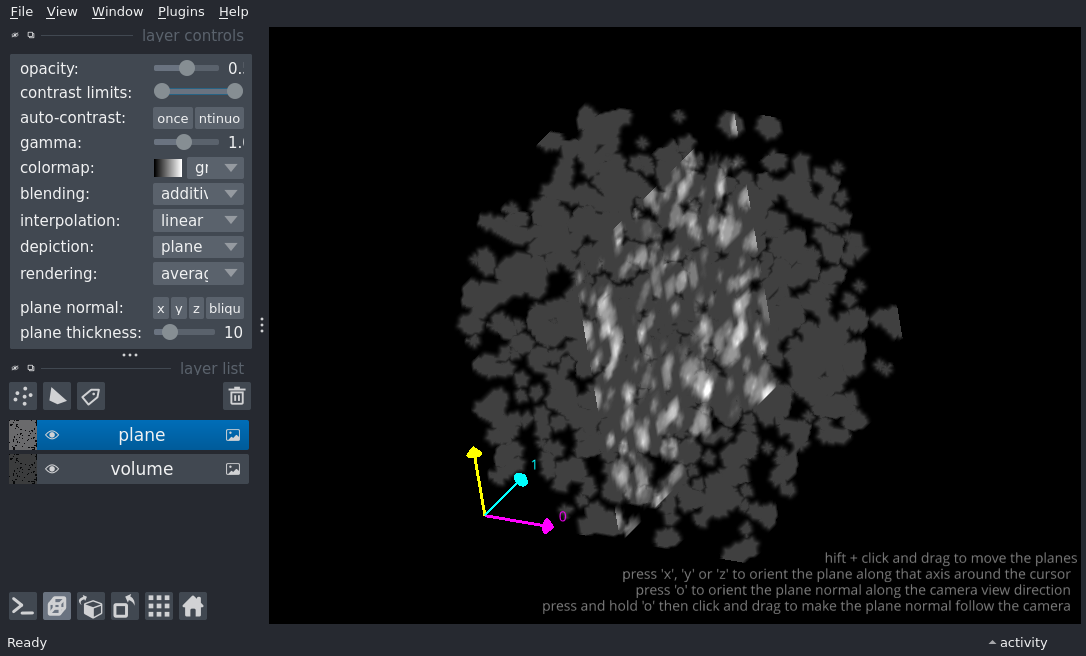 File View Window Plugins Help
layer controls
opacity: 0.
contrast limits:
auto-contrast: once ntinuo
gamma: 1.
colormap: gr
blending: additiv
interpolation: linear
depiction: plane
rendering: averag
plane normal: x y z bliqu
plane thickness: 10
layer list
plane
volume
1
0
hift + click and drag to move the planes
press 'x', 'y' or 'z' to orient the plane along that axis around the cursor
press 'o' to orient the plane normal along the camera view direction
press and hold 'o' then click and drag to make the plane normal follow the camera
Ready activity